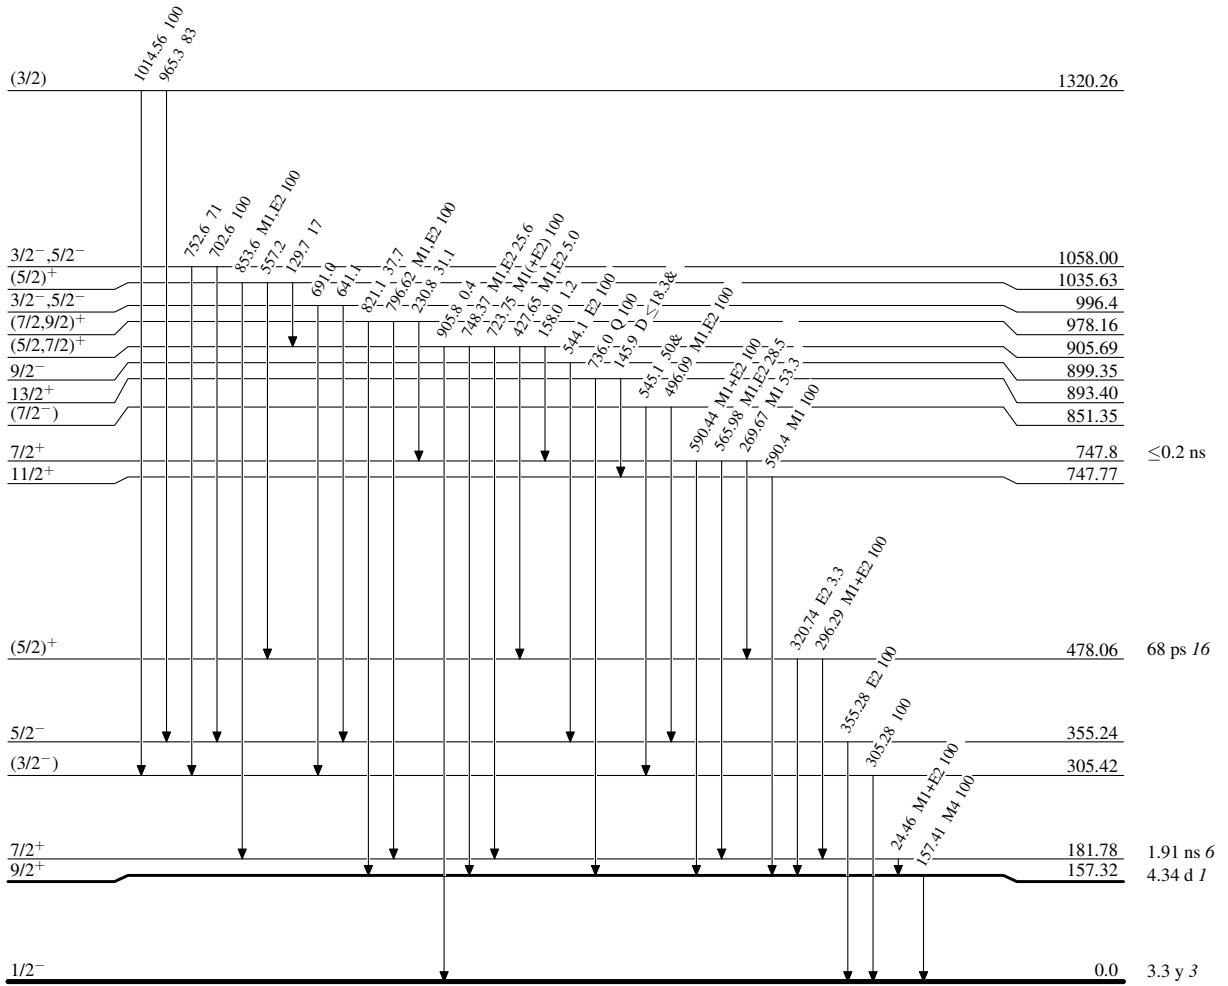 1014.56 100
965.3 83
(3/2) 1320.26
752.6 71
702.6 100
853.6 M1,E2 100
557.2
129.7 17
3/2−,5/2− 1058.00
(5/2)+ 1035.63
691.0
641.1
3/2−,5/2− 996.4
821.1 37.7
796.62 M1,E2 100
230.8 31.1
(7/2,9/2)+ 978.16
905.8 0.4
748.37 M1,E2 25.6
723.75 M1(+E2) 100
427.65 M1,E2 5.0
158.0 1.2
(5/2,7/2)+ 905.69
544.1 E2 100
9/2− 899.35
736.0 Q 100
145.9 D ≤18.3&
13/2+ 893.40
545.1 50&
496.09 M1,E2 100
(7/2−) 851.35
590.44 M1+E2 100
565.98 M1,E2 28.5
269.67 M1 53.3
7/2+ 747.8 ≤0.2 ns
590.4 M1 100
11/2+ 747.77
320.74 E2 3.3
296.29 M1+E2 100
(5/2)+ 478.06 68 ps 16
355.28 E2 100
5/2− 355.24
305.28 100
(3/2−) 305.42
24.46 M1+E2 100
7/2+ 181.78 1.91 ns 6
157.41 M4 100
9/2+ 157.32 4.34 d 1
1/2− 0.0 3.3 y 3